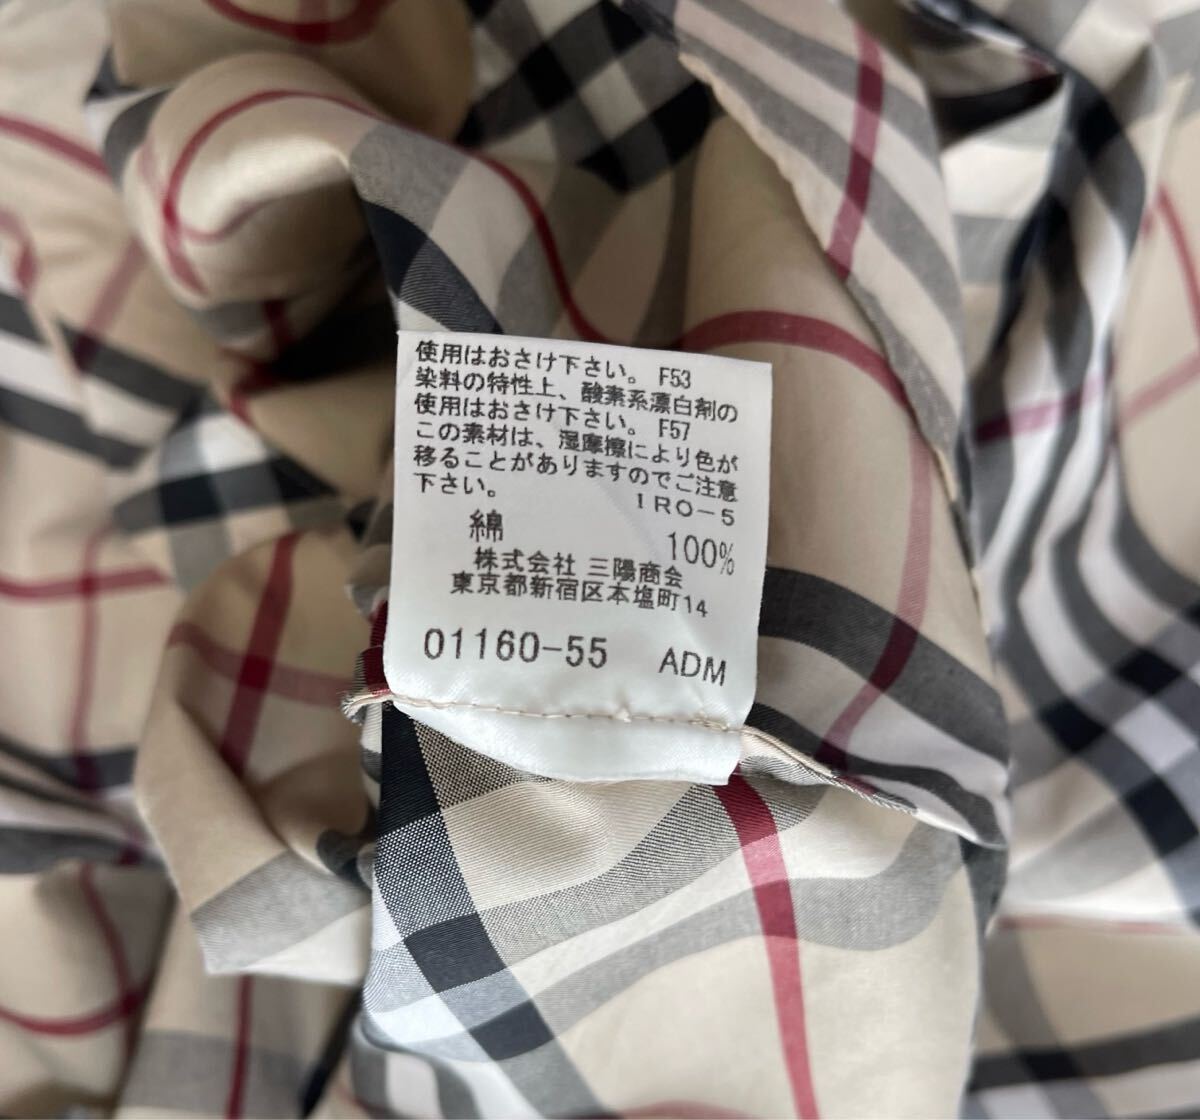 使用はおさけ下さい。 F53
染料の特性上、酸素系漂白剤の
使用はおさけ下さい。 F57
この素材は、湿摩擦により色が
移ることがありますのでご注意
下さい。 IRO-5
綿 100%
株式会社 三陽商会
東京都新宿区本塩町14
01160-55 ADM